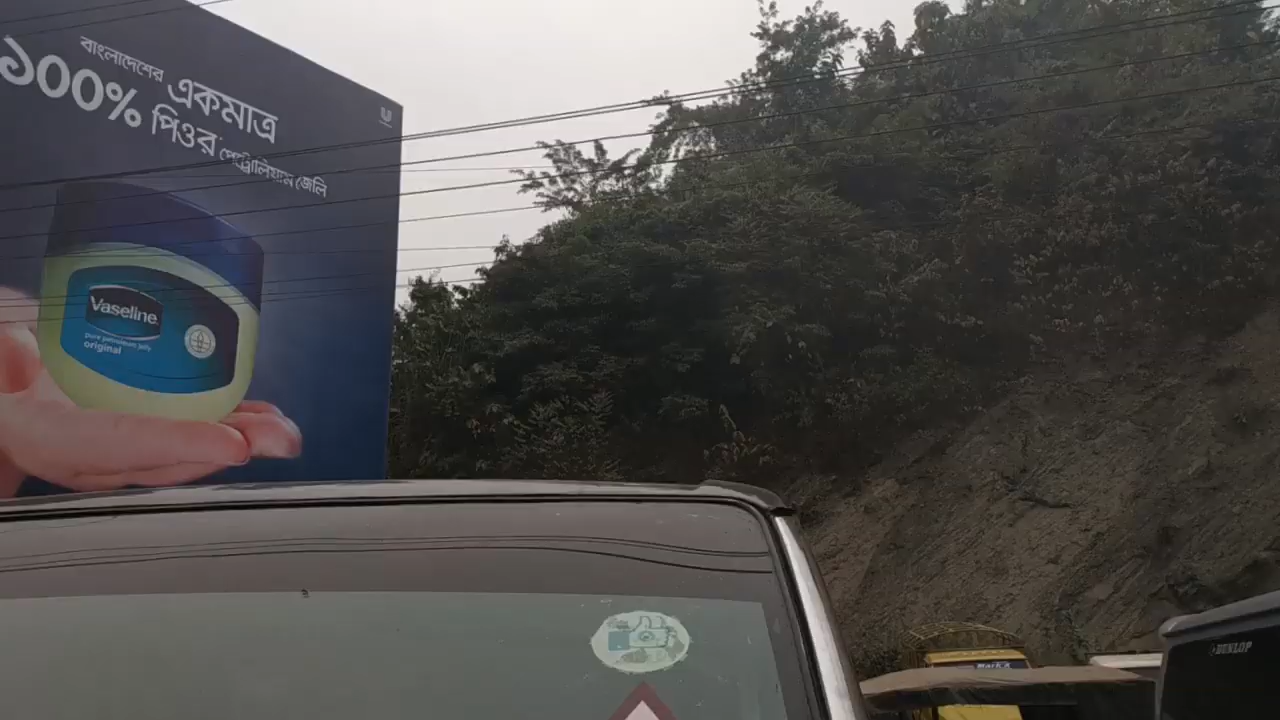 বাংলাদেশের একমাত্র
১০০% পিওর পেট্রোলিয়াম জেলি
Vaseline
pure petroleum jelly
original
DUNLOP